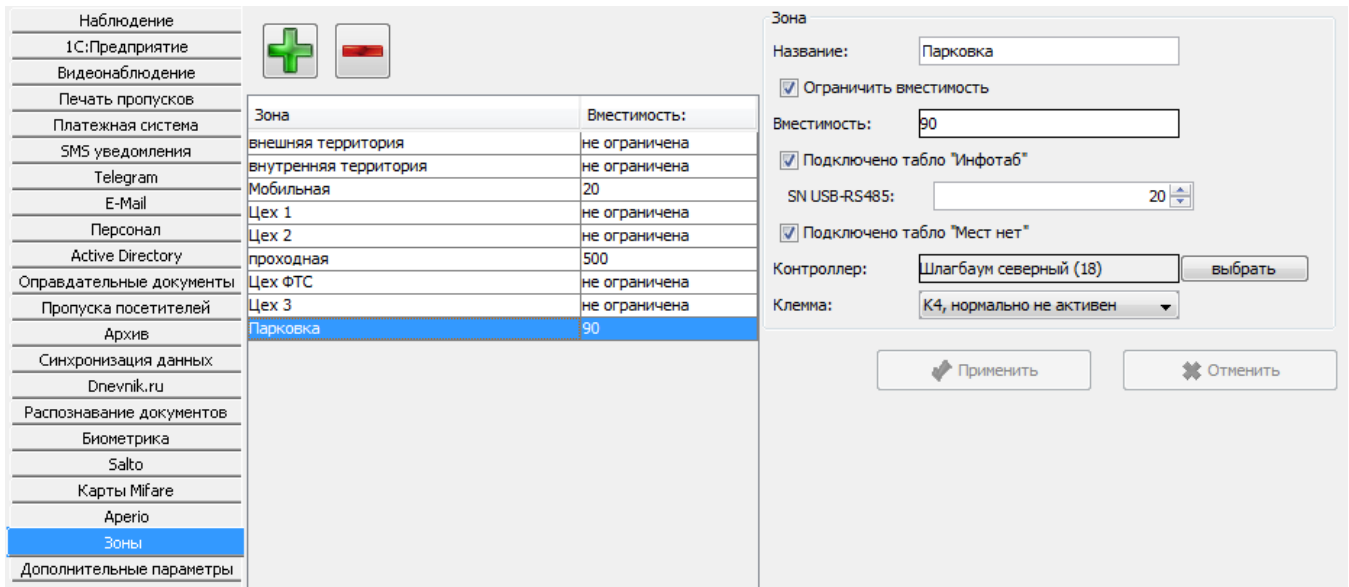 Наблюдение
1С:Предприятие
Видеонаблюдение
Печать пропусков
Платежная система
SMS уведомления
Telegram
E-Mail
Персонал
Active Directory
Оправдательные документы
Пропуска посетителей
Архив
Синхронизация данных
Dnevnik.ru
Распознавание документов
Биометрика
Salto
Карты Mifare
Aperio
Зоны
Дополнительные параметры
Зона Вместимость:
внешняя территория не ограничена
внутренняя территория не ограничена
Мобильная 20
Цех 1 не ограничена
Цех 2 не ограничена
проходная 500
Цех ФТС не ограничена
Цех 3 не ограничена
Парковка 90
Зона
Название: Парковка
Ограничить вместимость
Вместимость: 90
Подключено табло "Инфотаб"
SN USB-RS485: 20
Подключено табло "Мест нет"
Контроллер: Шлагбаум северный (18) выбрать
Клемма: К4, нормально не активен
Применить Отменить